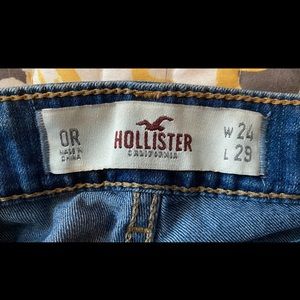 0R
MADE IN
CHINA
HOLLISTER
CALIFORNIA
W 24
L 29